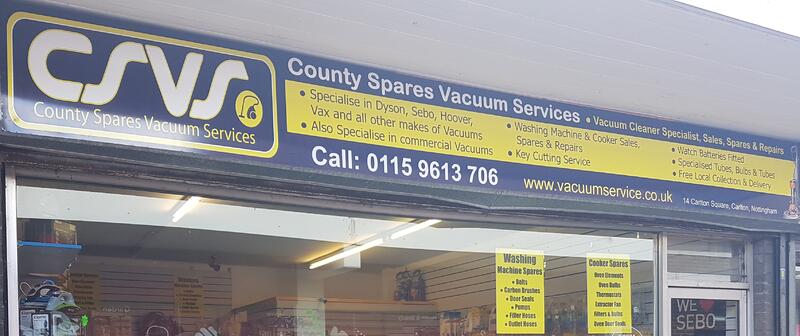 CSVS
County Spares Vacuum Services
County Spares Vacuum Services • Vacuum Cleaner Specialist, Sales, Spares & Repairs
• Specialise in Dyson, Sebo, Hoover,
Vax and all other makes of Vacuums
• Also Specialise in commercial Vacuums
• Washing Machine & Cooker Sales,
Spares & Repairs
• Key Cutting Service
• Watch Batteries Fitted
• Specialised Tubes, Bulbs & Tubes
• Free Local Collection & Delivery
Call: 0115 9613 706
www.vacuumservice.co.uk
14 Carlton Square, Carlton, Nottingham
Washing
Machine Spares
• Belts
• Carbon Brushes
• Door Seals
• Pumps
• Filler Hoses
• Outlet Hoses
Cooker Spares
Oven Elements
Oven Bulbs
Thermostats
Extractor Fan
Filters & Bulbs
Oven Door Seals
WE
SEBO